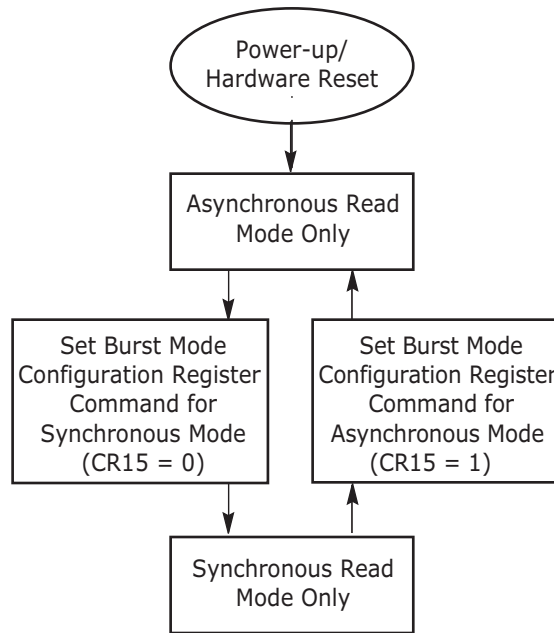 Power-up/
Hardware Reset
Asynchronous Read
Mode Only
Set Burst Mode
Configuration Register
Command for
Synchronous Mode
(CR15 = 0)
Set Burst Mode
Configuration Register
Command for
Asynchronous Mode
(CR15 = 1)
Synchronous Read
Mode Only